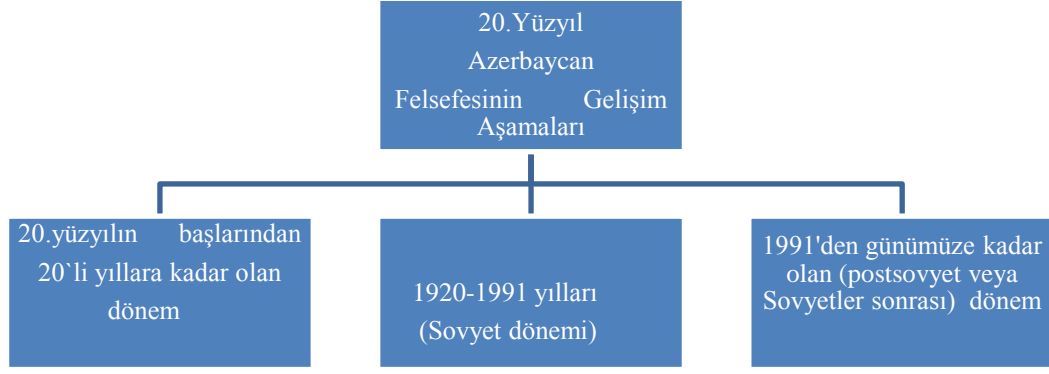 20.Yüzyıl
Azerbaycan
Felsefesinin Gelişim
Aşamaları
20.yüzyılın başlarından
20`li yıllara kadar olan
dönem
1920-1991 yılları
(Sovyet dönemi)
1991'den günümüze kadar
olan (postsovyet veya
Sovyetler sonrası) dönem